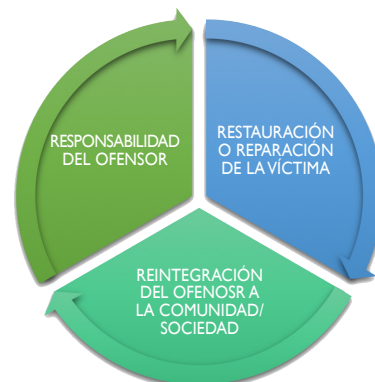 RESPONSABILIDAD
DEL OFENSOR
RESTAURACIÓN
O REPARACIÓN
DE LA VÍCTIMA
REINTEGRACIÓN
DEL OFENOSR A
LA COMUNIDAD/
SOCIEDAD